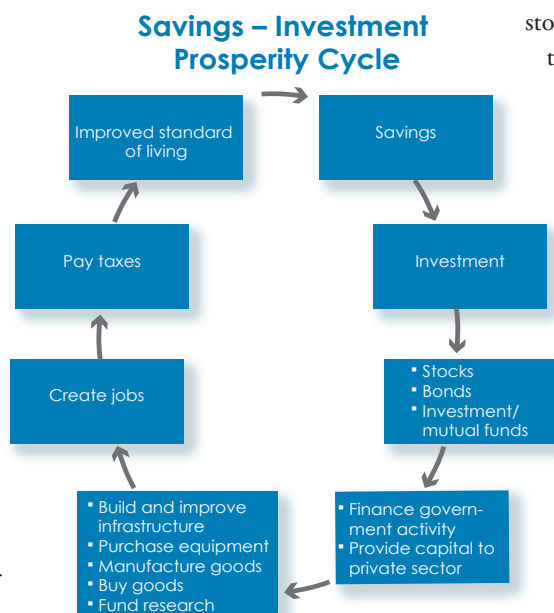 Savings – Investment
Prosperity Cycle
Improved standard
of living
Savings
Investment
▪ Stocks
▪ Bonds
▪ Investment/
mutual funds
▪ Finance govern-
ment activity
▪ Provide capital to
private sector
▪ Build and improve
infrastructure
▪ Purchase equipment
▪ Manufacture goods
▪ Buy goods
▪ Fund research
Create jobs
Pay taxes